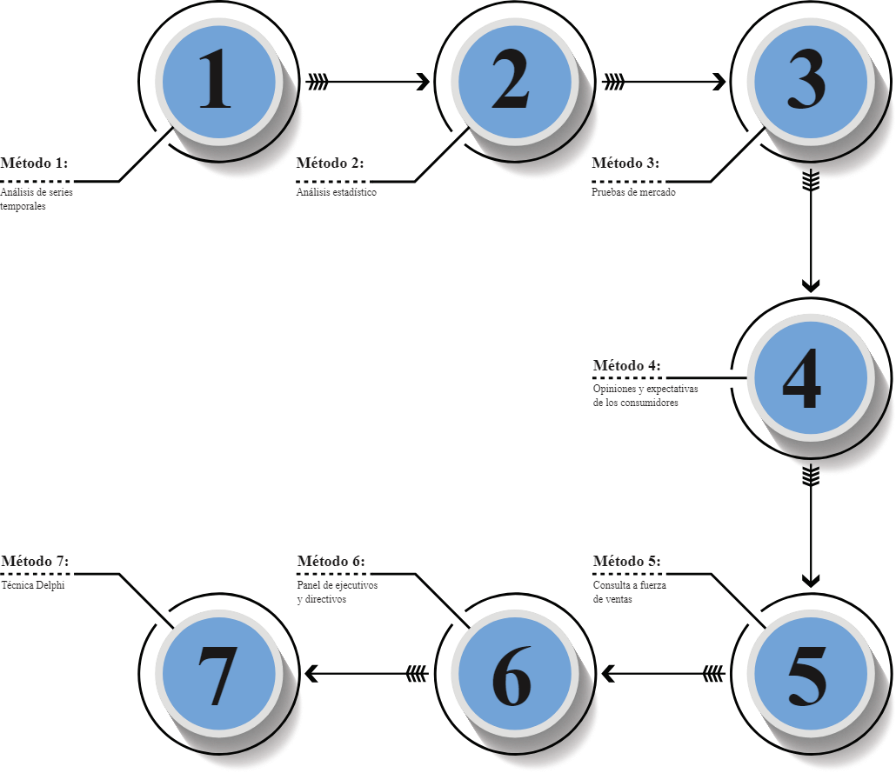 1
Método 1:
Análisis de series
temporales
2
Método 2:
Análisis estadístico
3
Método 3:
Pruebas de mercado
4
Método 4:
Opiniones y expectativas
de los consumidores
5
Método 5:
Consulta a fuerza
de ventas
6
Método 6:
Panel de ejecutivos
y directivos
7
Método 7:
Técnica Delphi